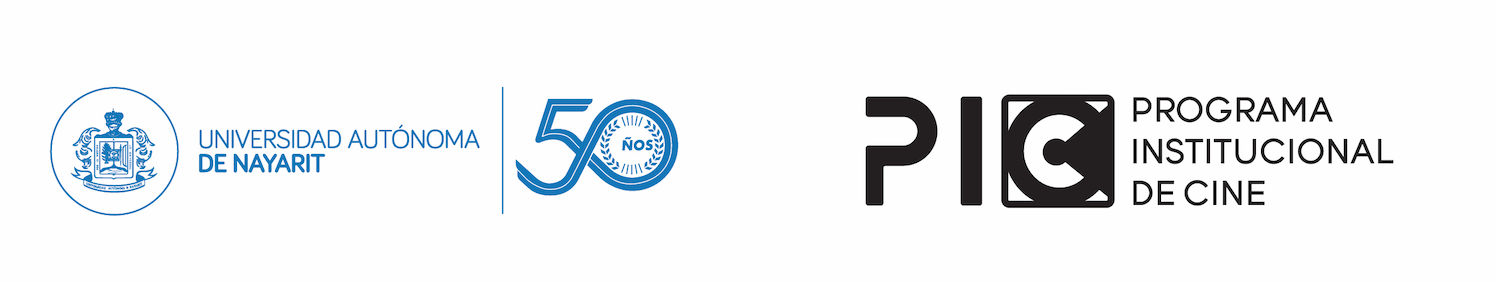 UNIVERSIDAD AUTÓNOMA
DE NAYARIT
50
ÑOS
PIC
PROGRAMA
INSTITUCIONAL
DE CINE